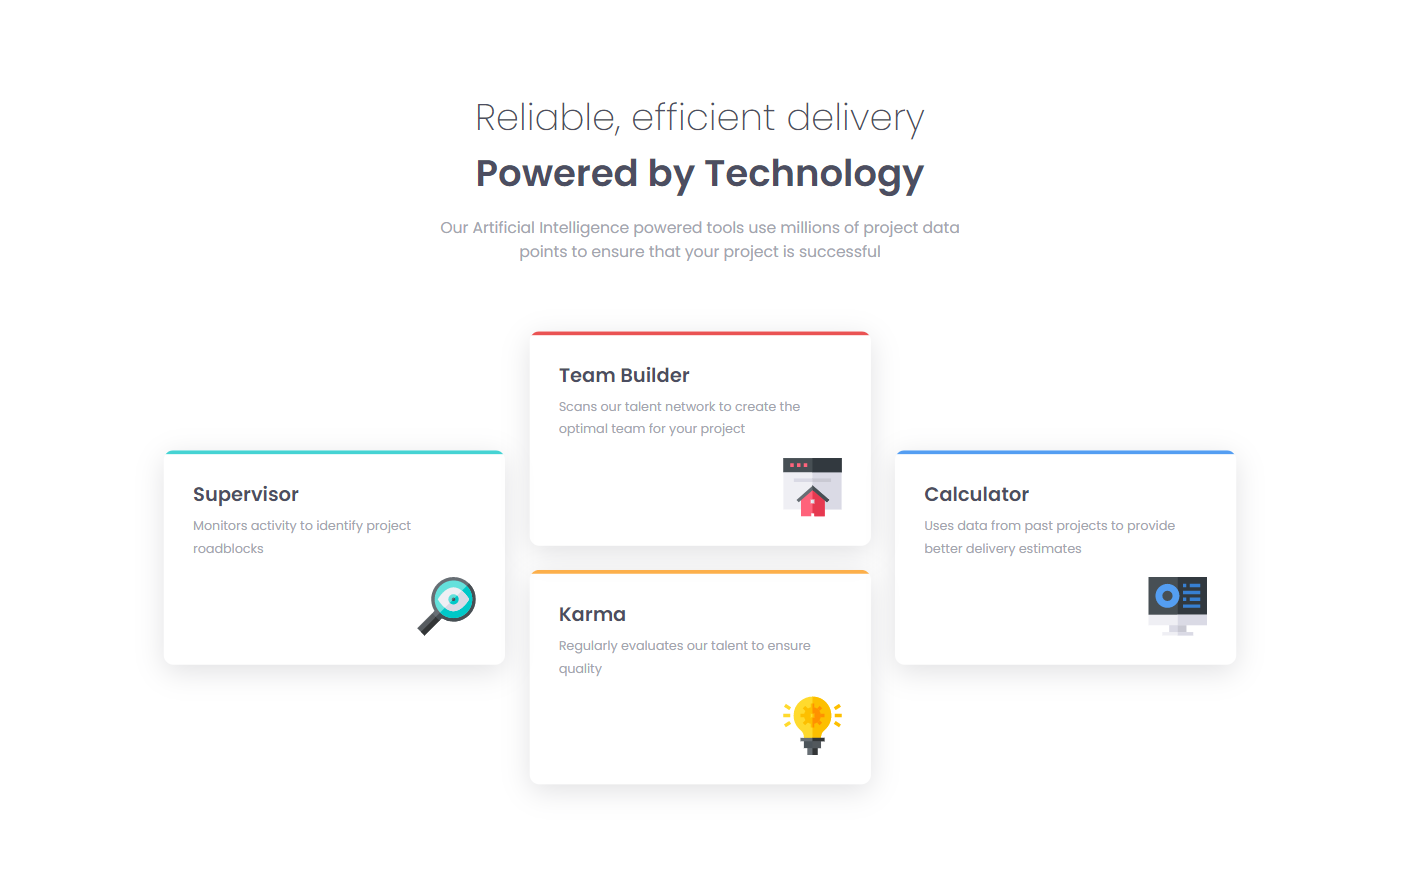 Reliable, efficient delivery
Powered by Technology
Our Artificial Intelligence powered tools use millions of project data
points to ensure that your project is successful
Supervisor
Monitors activity to identify project
roadblocks
Team Builder
Scans our talent network to create the
optimal team for your project
Karma
Regularly evaluates our talent to ensure
quality
Calculator
Uses data from past projects to provide
better delivery estimates